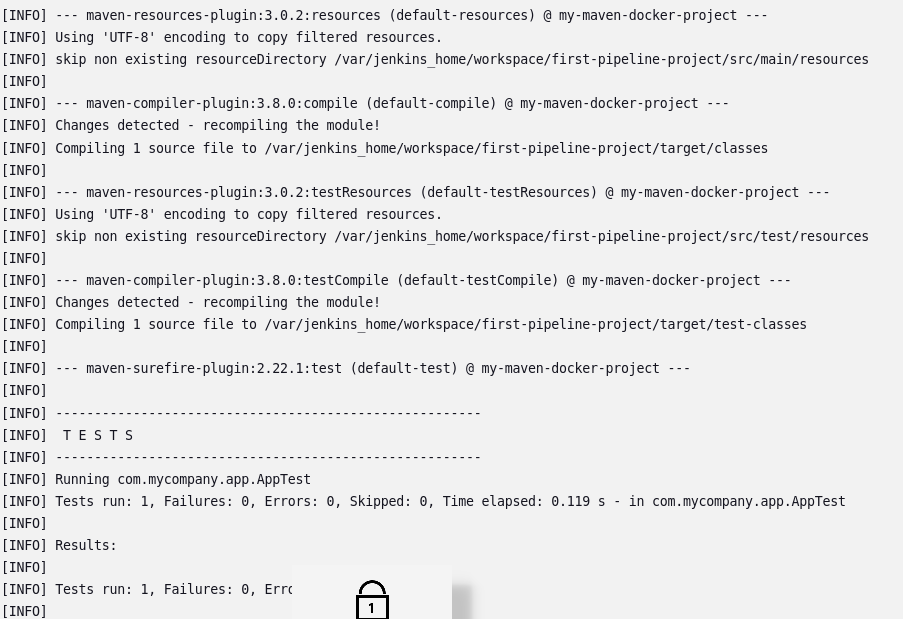 [INFO] --- maven-resources-plugin:3.0.2:resources (default-resources) @ my-maven-docker-project ---
[INFO] Using 'UTF-8' encoding to copy filtered resources.
[INFO] skip non existing resourceDirectory /var/jenkins_home/workspace/first-pipeline-project/src/main/resources
[INFO]
[INFO] --- maven-compiler-plugin:3.8.0:compile (default-compile) @ my-maven-docker-project ---
[INFO] Changes detected - recompiling the module!
[INFO] Compiling 1 source file to /var/jenkins_home/workspace/first-pipeline-project/target/classes
[INFO]
[INFO] --- maven-resources-plugin:3.0.2:testResources (default-testResources) @ my-maven-docker-project ---
[INFO] Using 'UTF-8' encoding to copy filtered resources.
[INFO] skip non existing resourceDirectory /var/jenkins_home/workspace/first-pipeline-project/src/test/resources
[INFO]
[INFO] --- maven-compiler-plugin:3.8.0:testCompile (default-testCompile) @ my-maven-docker-project ---
[INFO] Changes detected - recompiling the module!
[INFO] Compiling 1 source file to /var/jenkins_home/workspace/first-pipeline-project/target/test-classes
[INFO]
[INFO] --- maven-surefire-plugin:2.22.1:test (default-test) @ my-maven-docker-project ---
[INFO]
[INFO] -------------------------------------------------------
[INFO]  T E S T S
[INFO] -------------------------------------------------------
[INFO] Running com.mycompany.app.AppTest
[INFO] Tests run: 1, Failures: 0, Errors: 0, Skipped: 0, Time elapsed: 0.119 s - in com.mycompany.app.AppTest
[INFO]
[INFO] Results:
[INFO]
[INFO] Tests run: 1, Failures: 0,
1
[INFO]